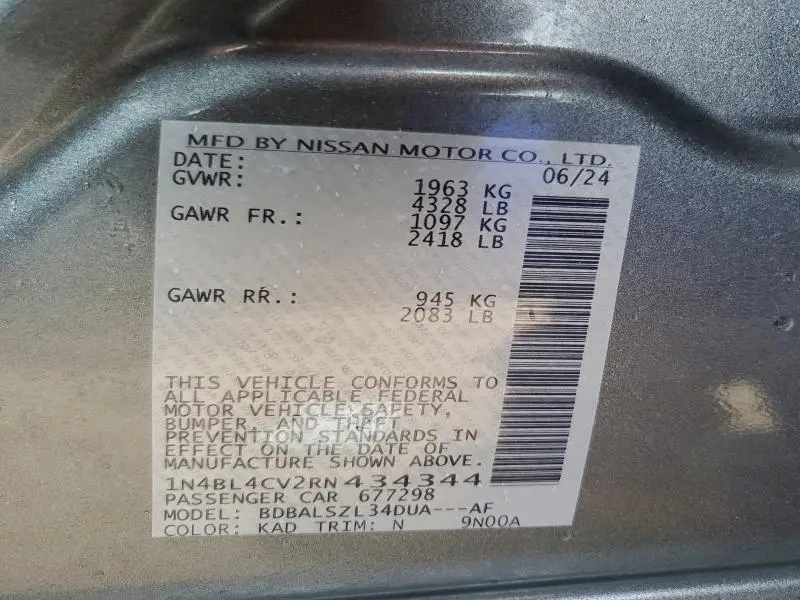 MFD BY NISSAN MOTOR CO., LTD.
DATE: 06/24
GVWR: 1963 KG
4328 LB
GAWR FR.: 1097 KG
2418 LB
GAWR RR.: 945 KG
2083 LB
THIS VEHICLE CONFORMS TO
ALL APPLICABLE FEDERAL
MOTOR VEHICLE SAFETY,
BUMPER, AND THEFT
PREVENTION STANDARDS IN
EFFECT ON THE DATE OF
MANUFACTURE SHOWN ABOVE.
1N4BL4CV2RN434344
PASSENGER CAR 677298
MODEL: BDBALSZL34DUA---AF
COLOR: KAD TRIM: N 9N00A